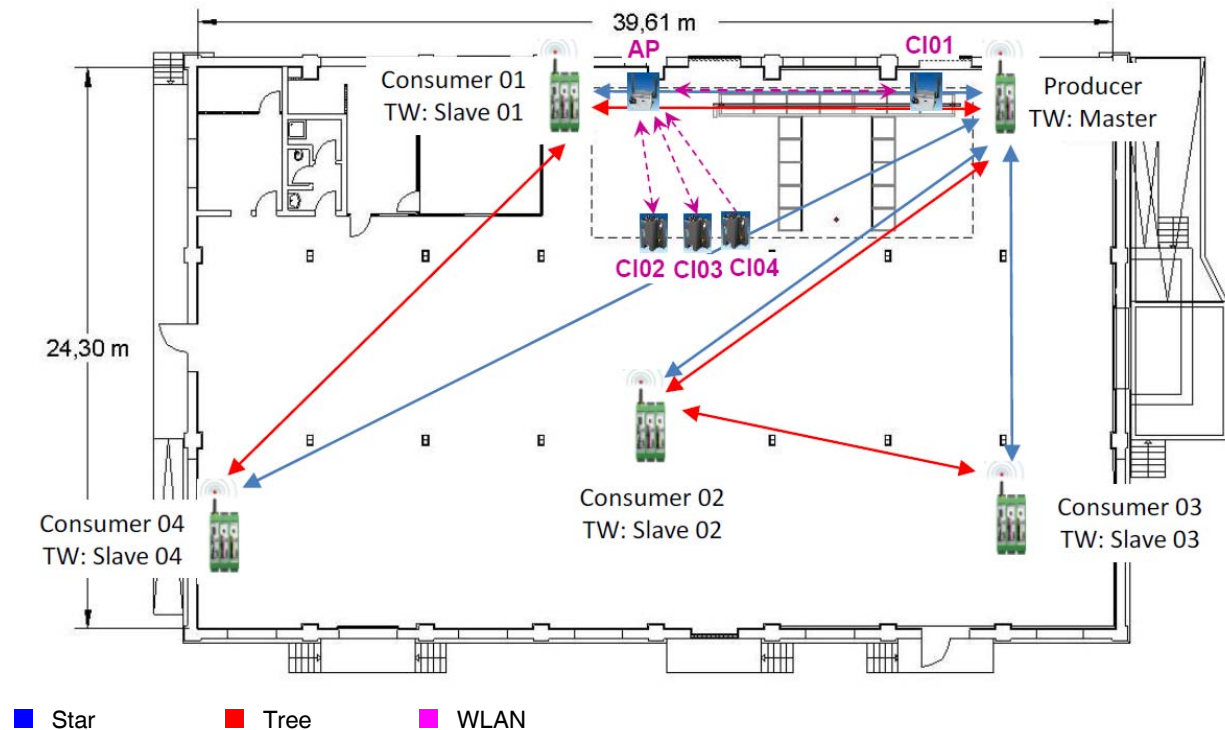 39,61 m
AP
CI01
Consumer 01
TW: Slave 01
Producer
TW: Master
CI02
CI03
CI04
24,30 m
Consumer 02
TW: Slave 02
Consumer 03
TW: Slave 03
Consumer 04
TW: Slave 04
Star
Tree
WLAN